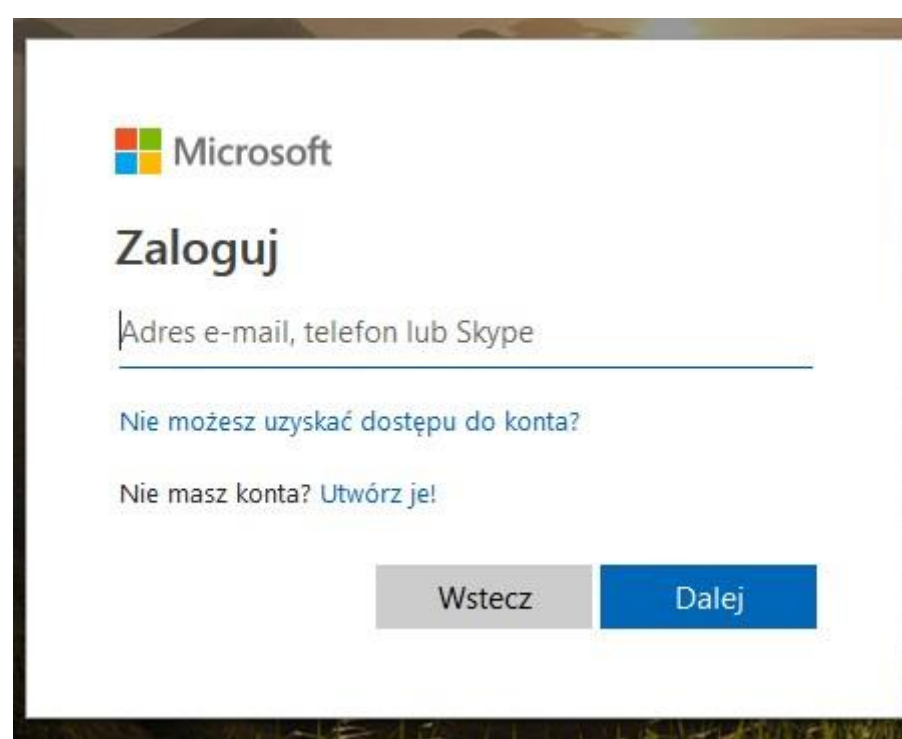 Microsoft
Zaloguj
Adres e-mail, telefon lub Skype
Nie możesz uzyskać dostępu do konta?
Nie masz konta? Utwórz je!
Wstecz Dalej